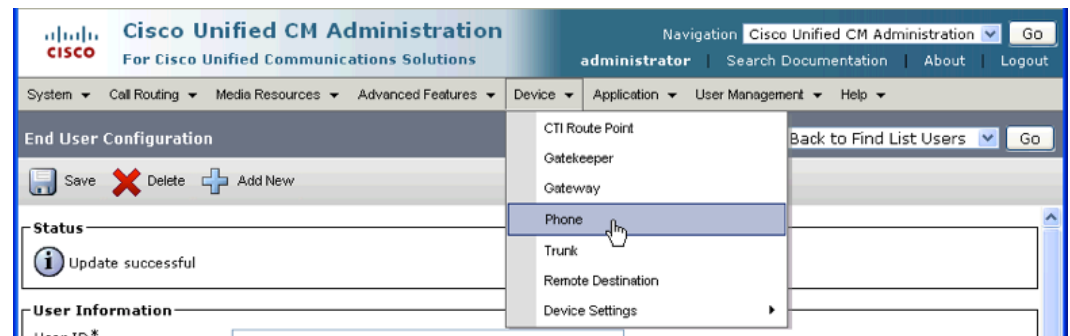 CISCO
Cisco Unified CM Administration
For Cisco Unified Communications Solutions
Navigation Cisco Unified CM Administration Go
administrator | Search Documentation | About | Logout
System Call Routing Media Resources Advanced Features Device Application User Management Help
End User Configuration
Back to Find List Users Go
Save Delete Add New
CTI Route Point
Gatekeeper
Gateway
Phone
Trunk
Remote Destination
Device Settings
Status
Update successful
User Information
User ID*